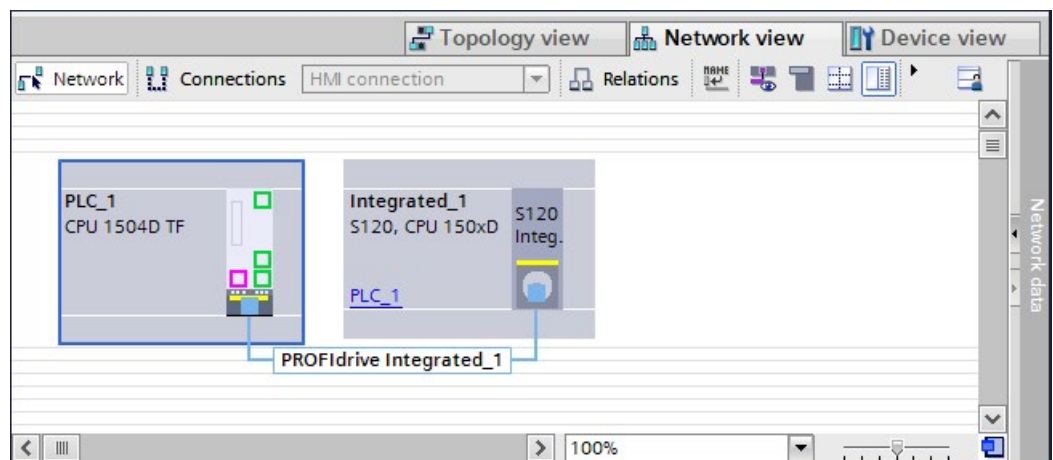 Topology view
Network view
Device view
Network
Connections
HMI connection
Relations
NAME
PLC_1
CPU 1504D TF
Integrated_1
S120, CPU 150xD
PLC_1
S120
Integ.
PROFIdrive Integrated_1
Network data
100%